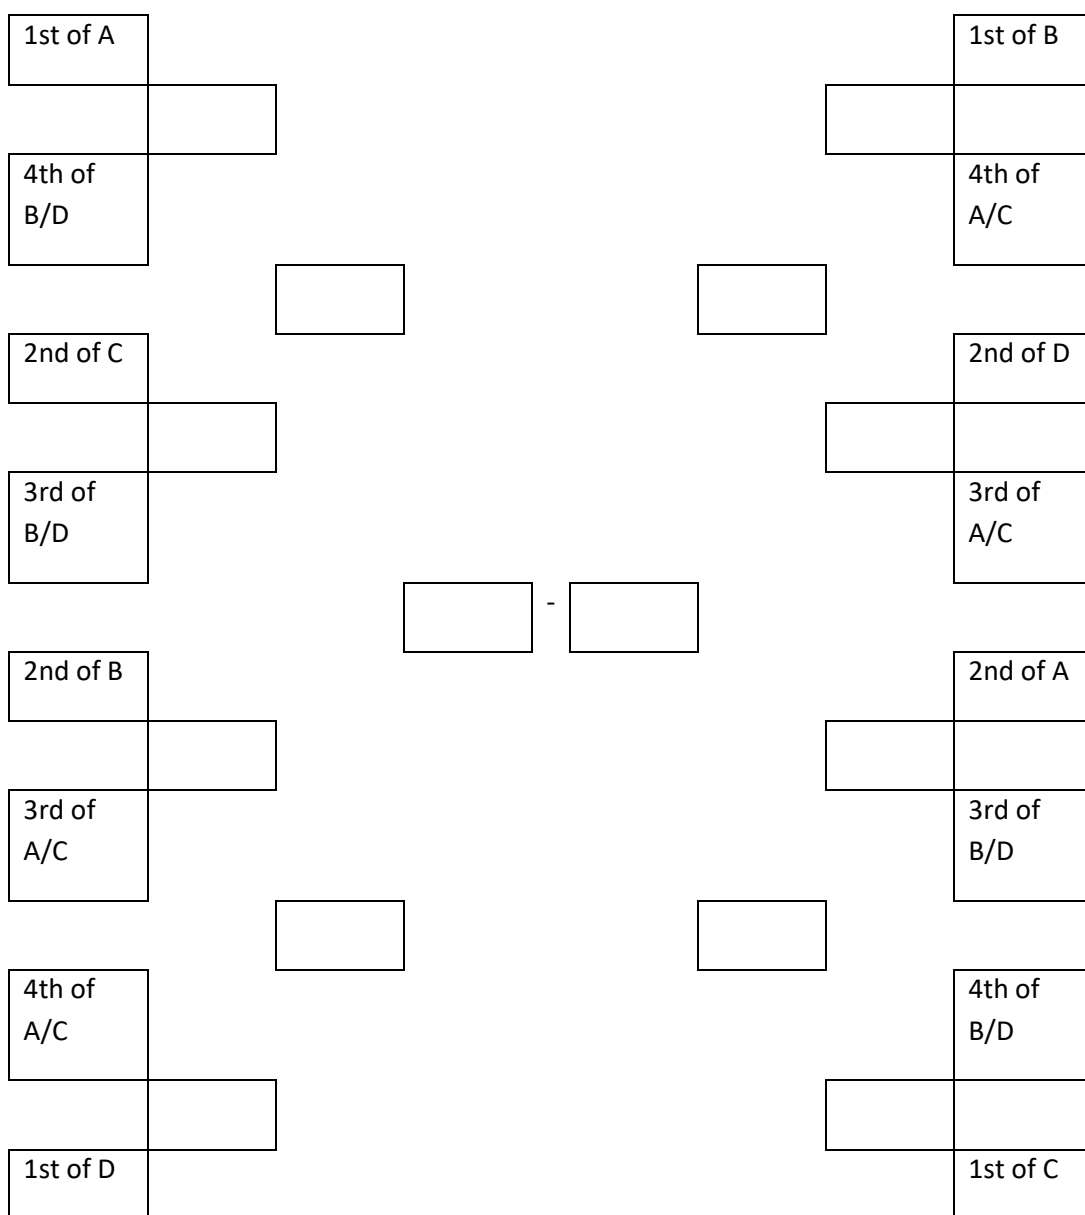 1st of A
1st of B
4th of
B/D
4th of
A/C
2nd of C
2nd of D
3rd of
B/D
3rd of
A/C
-
2nd of B
2nd of A
3rd of
A/C
3rd of
B/D
4th of
A/C
4th of
B/D
1st of D
1st of C